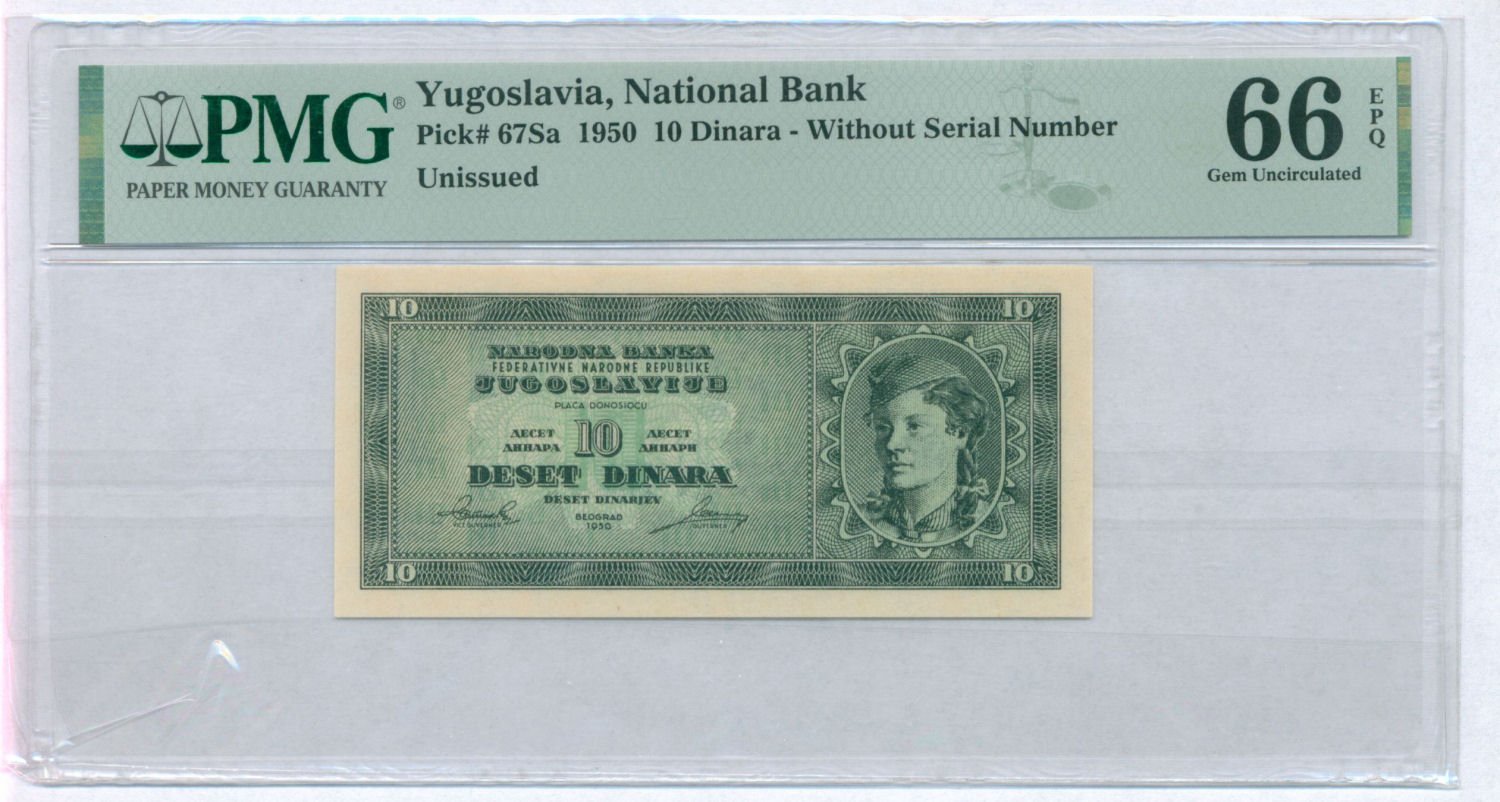 PMG®
PAPER MONEY GUARANTY
Yugoslavia, National Bank
Pick# 67Sa 1950 10 Dinara - Without Serial Number
Unissued
66
EPQ
Gem Uncirculated
10 10
NARODNA BANKA
FEDERATIVNE NARODNE REPUBLIKE
JUGOSLAVIJE
PLAĆA DONOSIOCU
ДЕСЕТ 10 ДЕСЕТ
ДИНАРА ДИНАРИ
DESET DINARA
DESET DINARJEV
BEOGRAD
1950
VICEGUVERNER GUVERNER
10 10